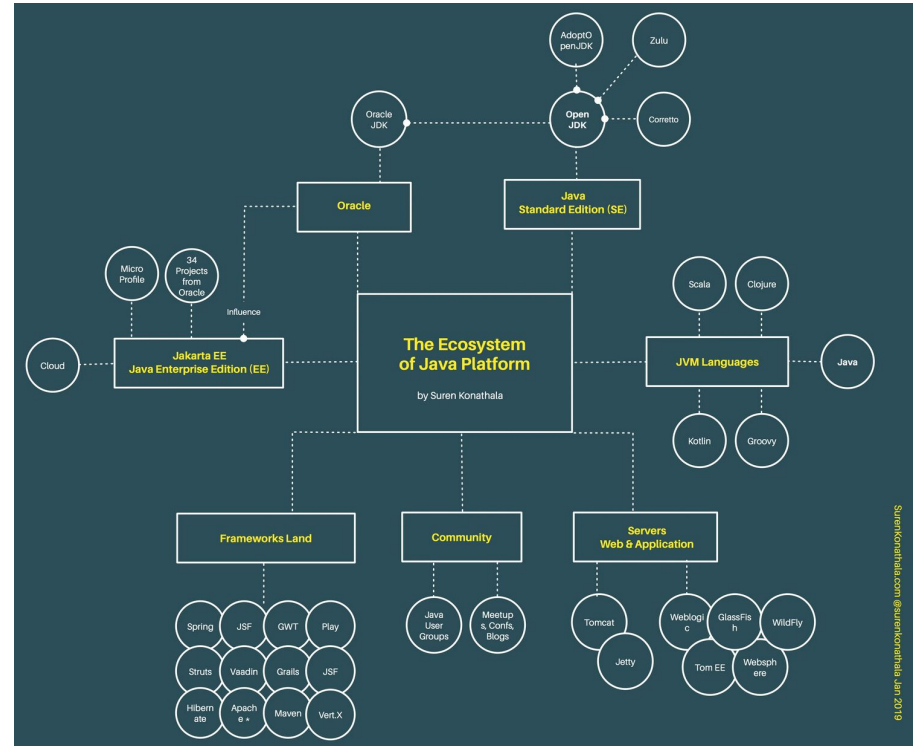 AdoptO
penJDK
Zulu
Oracle
JDK
Open
JDK
Corretto
Oracle
Java
Standard Edition (SE)
Micro
Profile
34
Projects
from
Oracle
Influence
Scala
Clojure
Cloud
Jakarta EE
Java Enterprise Edition (EE)
The Ecosystem
of Java Platform
by Suren Konathala
JVM Languages
Java
Kotlin
Groovy
Frameworks Land
Community
Servers
Web & Application
Spring
JSF
GWT
Play
Struts
Vaadin
Grails
JSF
Hibern
ate
Apach
e *
Maven
Vert.X
Java
User
Groups
Meetup
s, Confs,
Blogs
Tomcat
Jetty
Weblog
ic
GlassFis
h
WildFly
Tom EE
Websph
ere
SurenKonathala.com @surenkonathala Jan 2019